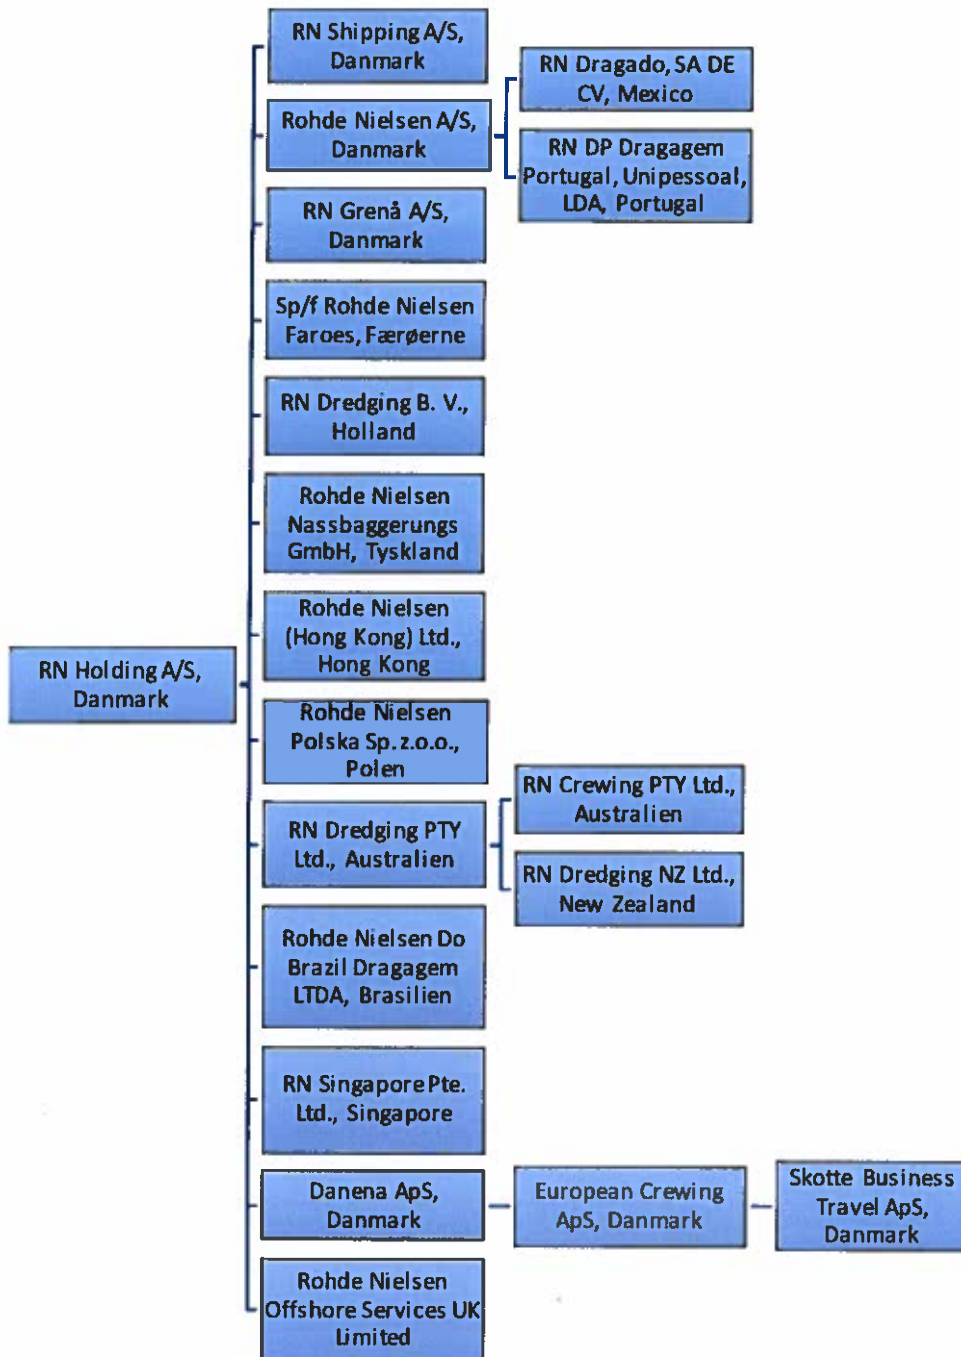 RN Shipping A/S,
Danmark
RN Dragado, SA DE
CV, Mexico
Rohde Nielsen A/S,
Danmark
RN DP Dragagem
Portugal, Unipessoal,
LDA, Portugal
RN Grenå A/S,
Danmark
Sp/f Rohde Nielsen
Faroes, Færøerne
RN Dredging B. V.,
Holland
Rohde Nielsen
Nassbaggerungs
GmbH, Tyskland
Rohde Nielsen
(Hong Kong) Ltd.,
Hong Kong
RN Holding A/S,
Danmark
Rohde Nielsen
Polska Sp.z.o.o.,
Polen
RN Dredging PTY
Ltd., Australien
RN Crewing PTY Ltd.,
Australien
RN Dredging NZ Ltd.,
New Zealand
Rohde Nielsen Do
Brazil Dragagem
LTDA, Brasilien
RN Singapore Pte.
Ltd., Singapore
Danena ApS,
Danmark
European Crewing
ApS, Danmark
Skotte Business
Travel ApS,
Danmark
Rohde Nielsen
Offshore Services UK
Limited